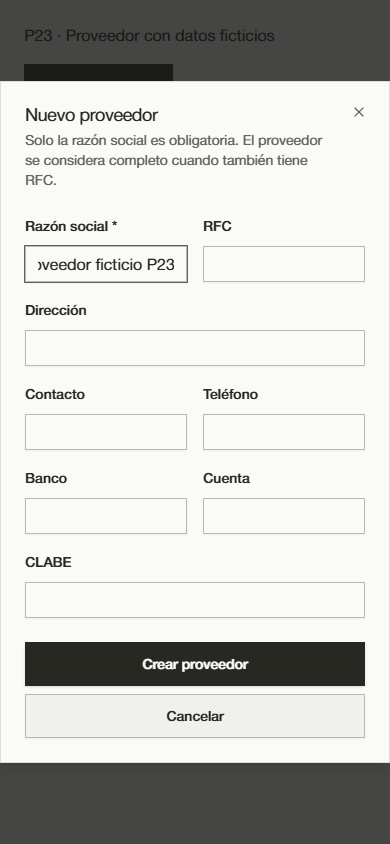 P23 · Proveedor con datos ficticios
Nuevo proveedor
Solo la razón social es obligatoria. El proveedor
se considera completo cuando también tiene
RFC.
Razón social * RFC
ficticio P23
Dirección
Contacto Teléfono
Banco Cuenta
CLABE
Crear proveedor
Cancelar